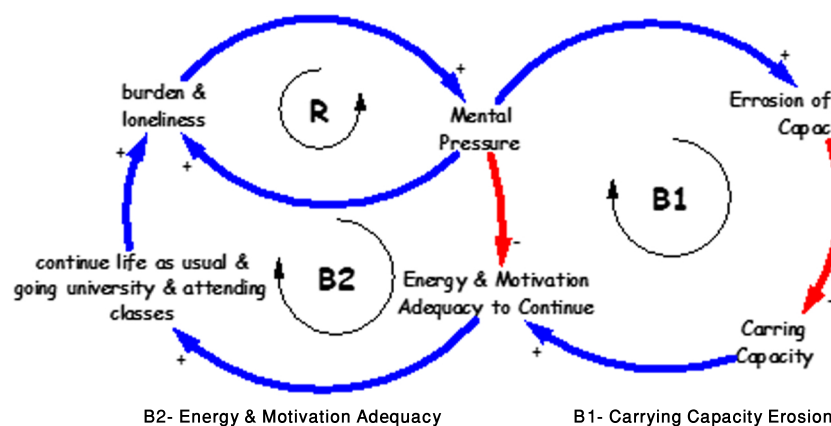 burden &
loneliness
+
R
+
Mental
Pressure
+
Errosion of
Capac
B1
+
+
-
continue life as usual &
going university & attending
classes
B2
Energy & Motivation
Adequacy to Continue
+
+
Carring
Capacity
B2- Energy & Motivation Adequacy
B1- Carrying Capacity Erosion